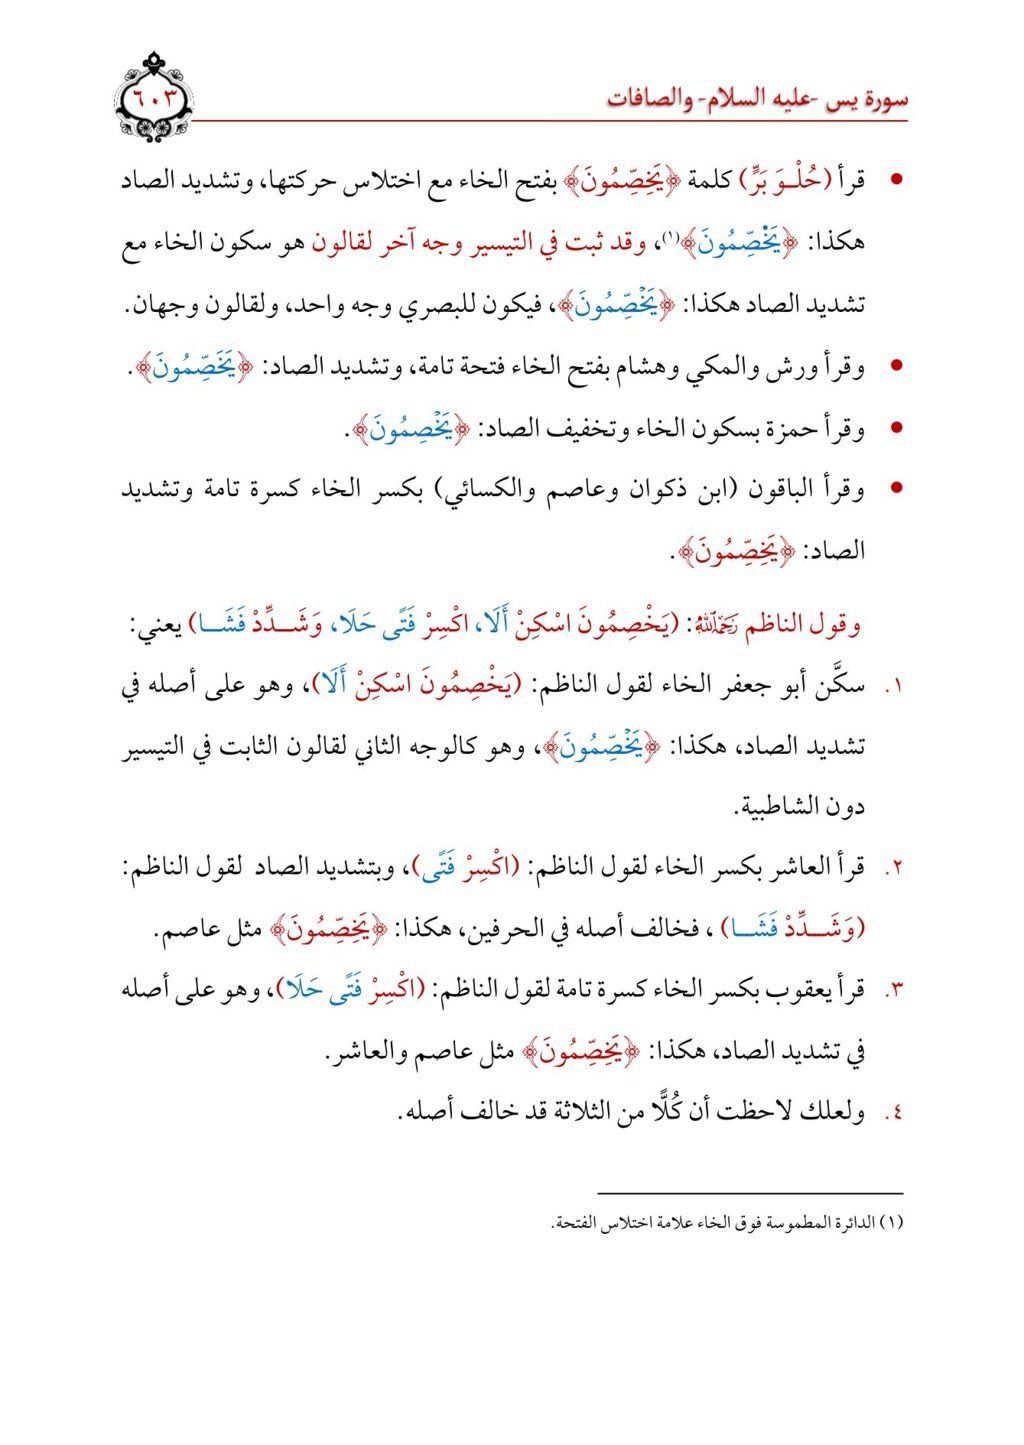 سورة يس -عليه السلام- والصافات
٦٠٣
• قرأ (حُلْـوَ بَرٍّ) كلمة ﴿يَخِصِّمُونَ﴾ بفتح الخاء مع اختلاس حركتها، وتشديد الصاد
هكذا: ﴿يَخْصِّمُونَ﴾(١)، وقد ثبت في التيسير وجه آخر لقالون هو سكون الخاء مع
تشديد الصاد هكذا: ﴿يَخْصِّمُونَ﴾، فيكون للبصري وجه واحد، ولقالون وجهان.
• وقرأ ورش والمكي وهشام بفتح الخاء فتحة تامة، وتشديد الصاد: ﴿يَخَصِّمُونَ﴾.
• وقرأ حمزة بسكون الخاء وتخفيف الصاد: ﴿يَخْصِمُونَ﴾.
• وقرأ الباقون (ابن ذكوان وعاصم والكسائي) بكسر الخاء كسرة تامة وتشديد
الصاد: ﴿يَخِصِّمُونَ﴾.
وقول الناظم رَحِمَهُ ٱللَّهُ: (يَخْصِمُونَ اسْكِنْ أَلَا، اكْسِرْ فَتًى حَلَا، وَشَـــدِّدْ فَشَـــا) يعني:
١. سكَّن أبو جعفر الخاء لقول الناظم: (يَخْصِمُونَ اسْكِنْ أَلَا)، وهو على أصله في
تشديد الصاد، هكذا: ﴿يَخْصِّمُونَ﴾، وهو كالوجه الثاني لقالون الثابت في التيسير
دون الشاطبية.
٢. قرأ العاشر بكسر الخاء لقول الناظم: (اكْسِرْ فَتًى)، وبتشديد الصاد لقول الناظم:
(وَشَـــدِّدْ فَشَـــا) ، فخالف أصله في الحرفين، هكذا: ﴿يَخِصِّمُونَ﴾ مثل عاصم.
٣. قرأ يعقوب بكسر الخاء كسرة تامة لقول الناظم: (اكْسِرْ فَتًى حَلَا)، وهو على أصله
في تشديد الصاد، هكذا: ﴿يَخِصِّمُونَ﴾ مثل عاصم والعاشر.
٤. ولعلك لاحظت أن كُلًّا من الثلاثة قد خالف أصله.
(١) الدائرة المطموسة فوق الخاء علامة اختلاس الفتحة.